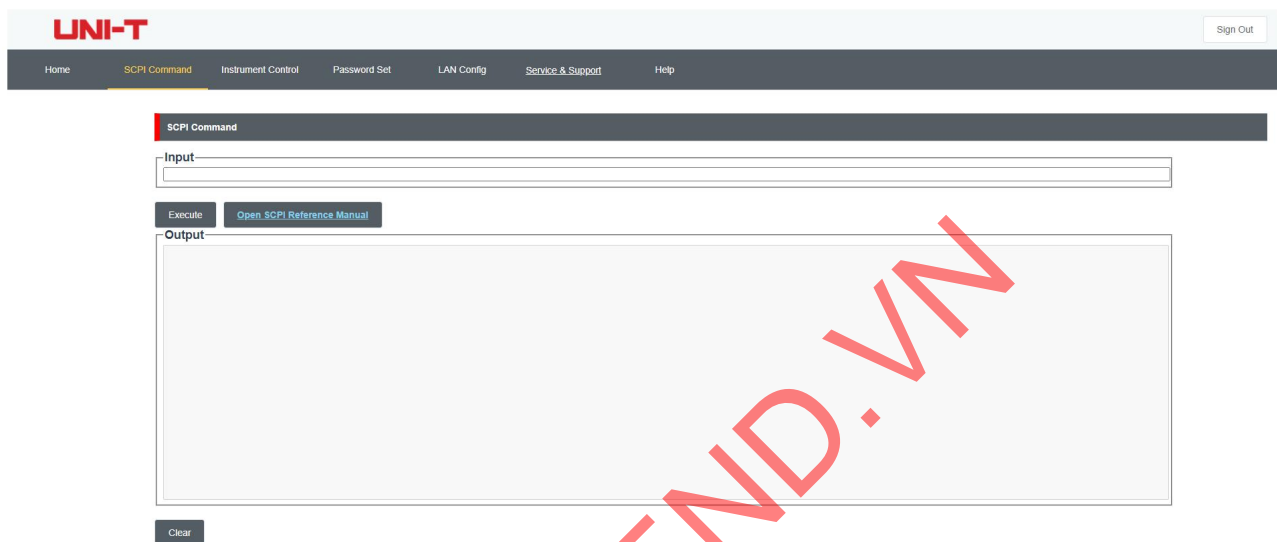 UNI-T
Sign Out
Home SCPI Command Instrument Control Password Set LAN Config Service & Support Help
SCPI Command
Input
Execute Open SCPI Reference Manual
Output
Clear
ND.VN